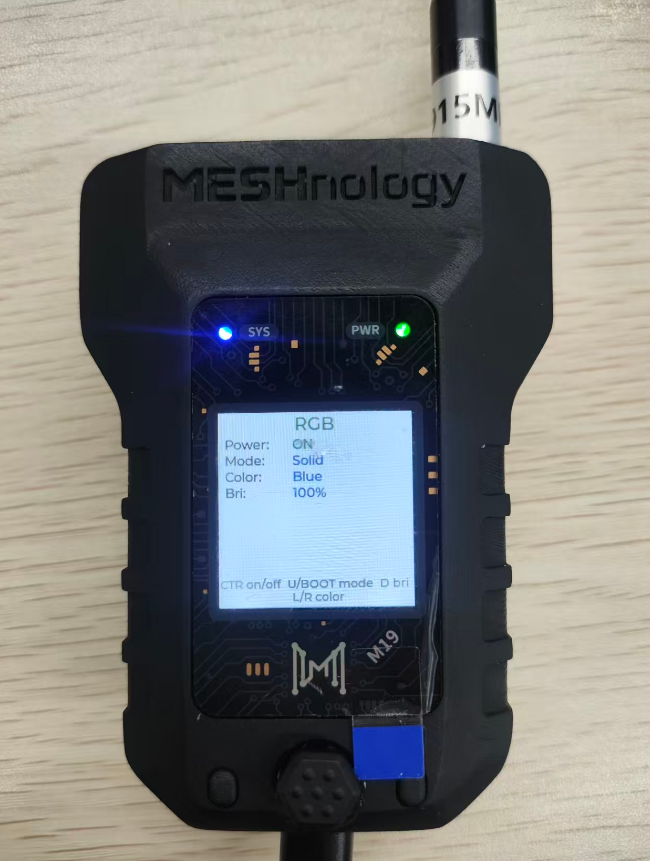 15M
MESHnology
SYS
PWR
RGB
Power: ON
Mode: Solid
Color: Blue
Bri: 100%
CTR on/off U/BOOT mode D bri
L/R color
M19